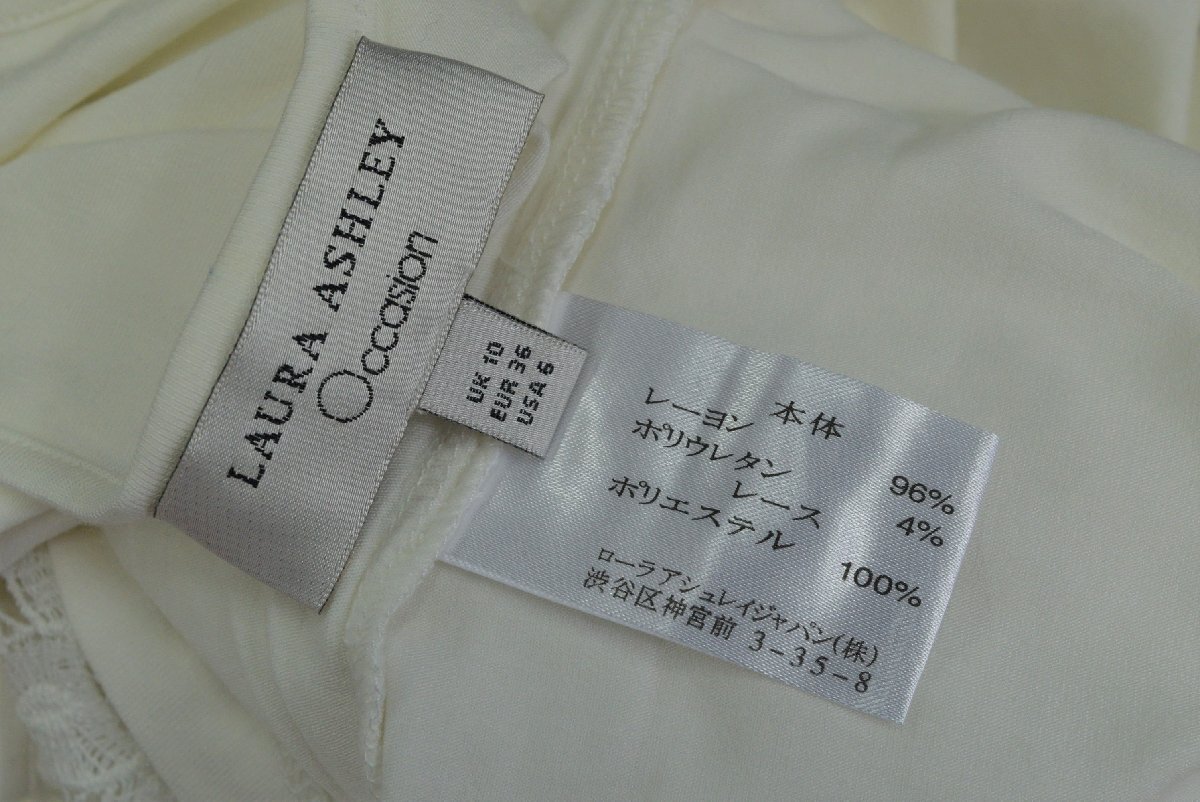 LAURA ASHLEY
Occasion
UK 10
EUR 36
USA 6
本体
レーヨン 96%
ポリウレタン 4%
レース
ポリエステル 100%
ローラアシュレイジャパン(株)
渋谷区神宮前 3-35-8